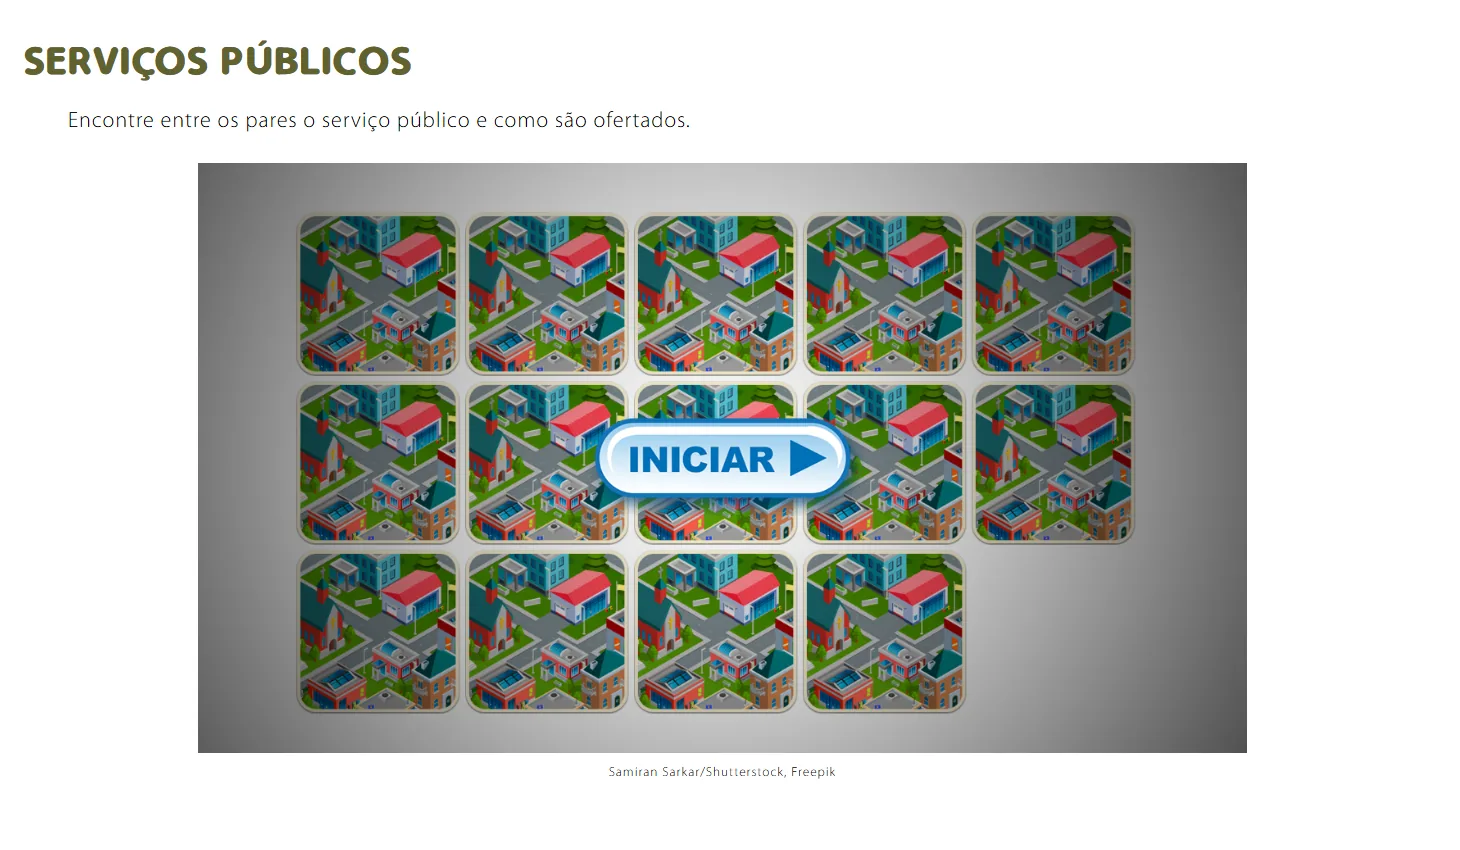 SERVIÇOS PÚBLICOS
Encontre entre os pares o serviço público e como são ofertados.
INICIAR
Samiran Sarkar/Shutterstock, Freepik